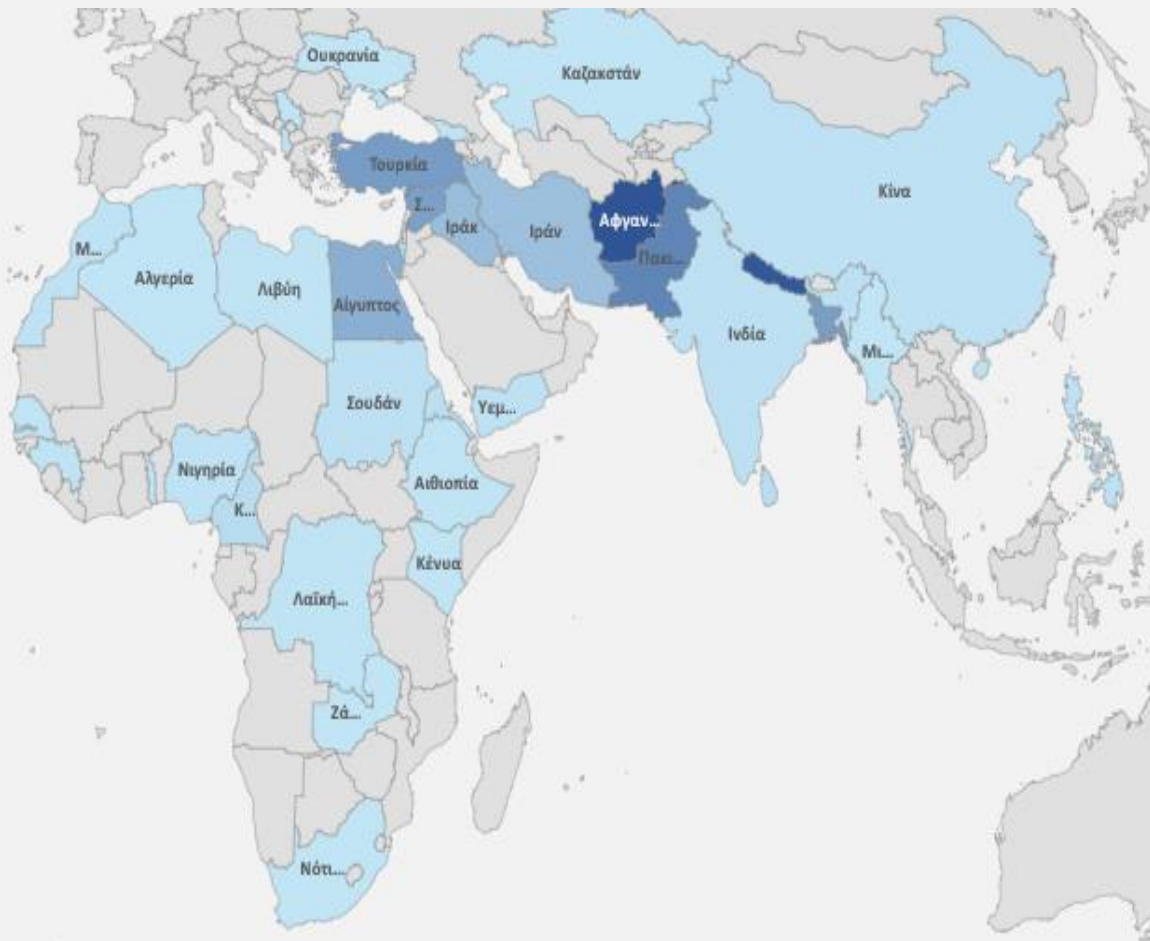 Ουκρανία
Καζακστάν
Τουρκία
Κίνα
Σ...
Αφγαν...
Ιράκ
Ιράν
Μ...
Πακι...
Αλγερία
Λιβύη
Αίγυπτος
Ινδία
Μι...
Σουδάν
Υεμ...
Νιγηρία
Αιθιοπία
Κ...
Κένυα
Λαϊκή...
Ζά...
Νότι...